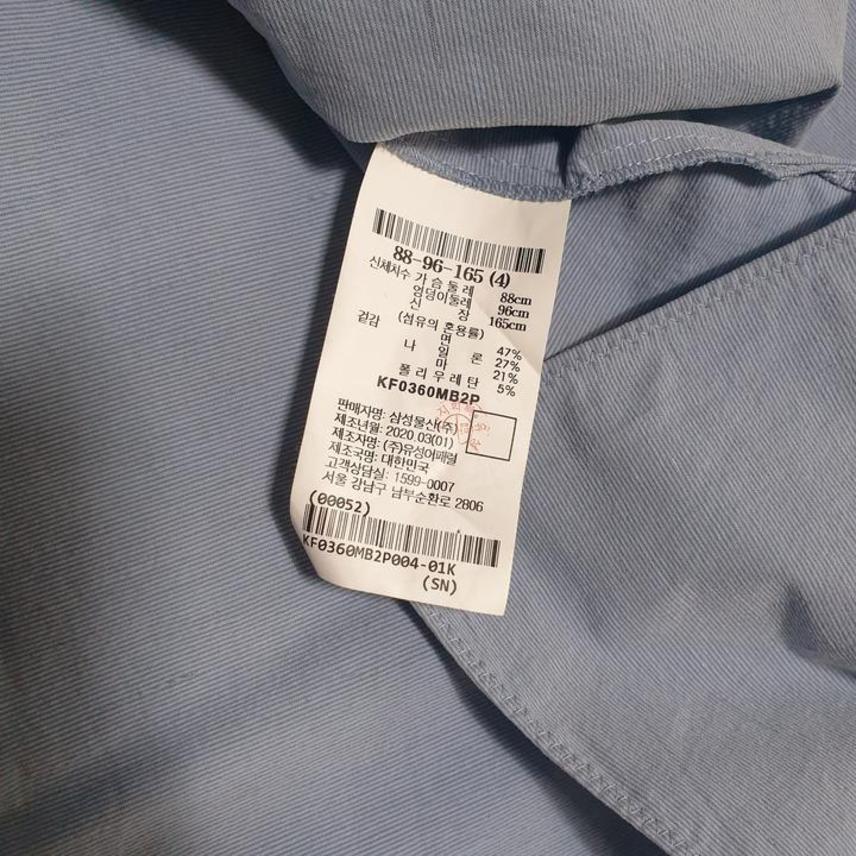 88-96-165 (4)
신체치수 가 슴 둘 레 88cm
엉덩이둘레 96cm
신 장 165cm
겉감 (섬유의 혼용률)
면 47%
나 일 론 27%
마 21%
폴 리 우 레 탄 5%
KF0360MB2P
판매자명: 삼성물산(주)
제조년월: 2020.03(01)
제조자명: (주)유성어패럴
제조국명: 대한민국
고객상담실: 1599-0007
서울 강남구 남부순환로 2806
(00052)
KF0360MB2P004-01K
(SN)